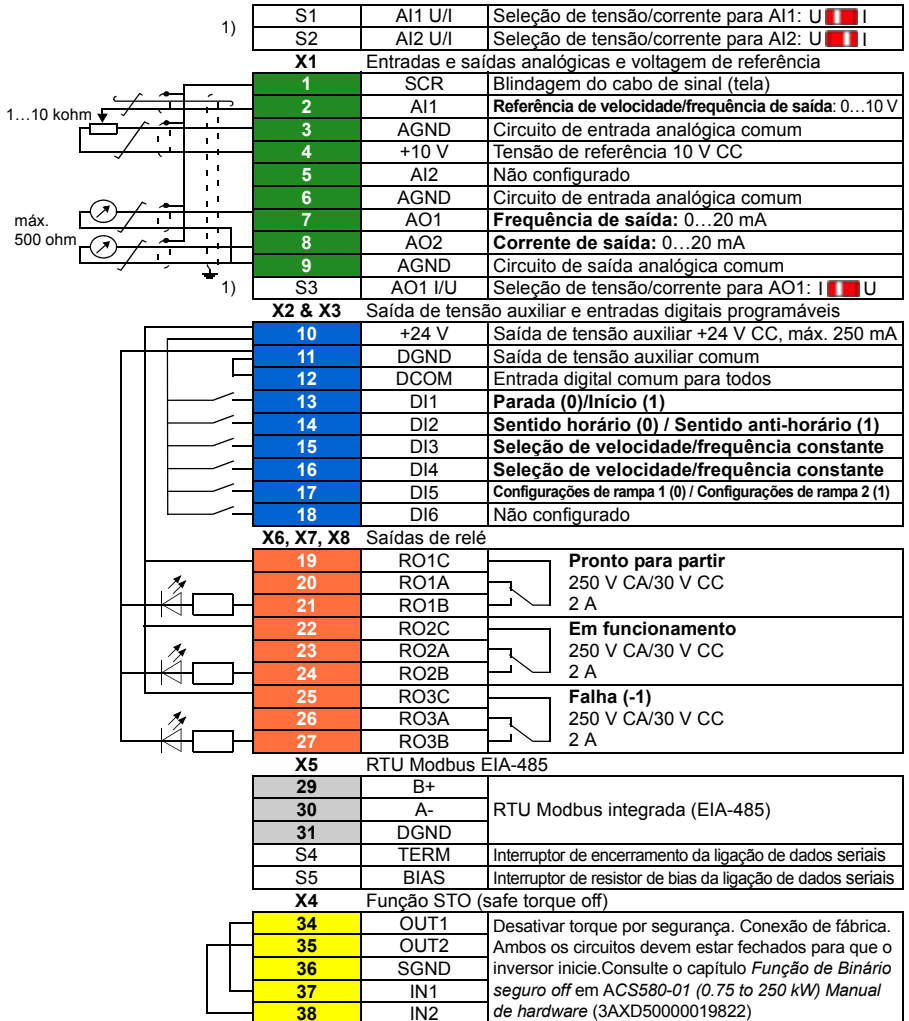 1)
S1 AI1 U/I Seleção de tensão/corrente para AI1: U I
S2 AI2 U/I Seleção de tensão/corrente para AI2: U I
X1 Entradas e saídas analógicas e voltagem de referência
1 SCR Blindagem do cabo de sinal (tela)
1…10 kohm
2 AI1 Referência de velocidade/frequência de saída: 0…10 V
3 AGND Circuito de entrada analógica comum
4 +10 V Tensão de referência 10 V CC
5 AI2 Não configurado
6 AGND Circuito de entrada analógica comum
máx.
500 ohm
7 AO1 Frequência de saída: 0…20 mA
8 AO2 Corrente de saída: 0…20 mA
9 AGND Circuito de saída analógica comum
1)
S3 AO1 I/U Seleção de tensão/corrente para AO1: I U
X2 & X3 Saída de tensão auxiliar e entradas digitais programáveis
10 +24 V Saída de tensão auxiliar +24 V CC, máx. 250 mA
11 DGND Saída de tensão auxiliar comum
12 DCOM Entrada digital comum para todos
13 DI1 Parada (0)/Início (1)
14 DI2 Sentido horário (0) / Sentido anti-horário (1)
15 DI3 Seleção de velocidade/frequência constante
16 DI4 Seleção de velocidade/frequência constante
17 DI5 Configurações de rampa 1 (0) / Configurações de rampa 2 (1)
18 DI6 Não configurado
X6, X7, X8 Saídas de relé
19 RO1C Pronto para partir
20 RO1A 250 V CA/30 V CC
21 RO1B 2 A
22 RO2C Em funcionamento
23 RO2A 250 V CA/30 V CC
24 RO2B 2 A
25 RO3C Falha (-1)
26 RO3A 250 V CA/30 V CC
27 RO3B 2 A
X5 RTU Modbus EIA-485
29 B+
30 A- RTU Modbus integrada (EIA-485)
31 DGND
S4 TERM Interruptor de encerramento da ligação de dados seriais
S5 BIAS Interruptor de resistor de bias da ligação de dados seriais
X4 Função STO (safe torque off)
34 OUT1 Desativar torque por segurança. Conexão de fábrica.
35 OUT2 Ambos os circuitos devem estar fechados para que o
36 SGND inversor inicie.Consulte o capítulo Função de Binário
37 IN1 seguro off em ACS580-01 (0.75 to 250 kW) Manual
38 IN2 de hardware (3AXD50000019822)